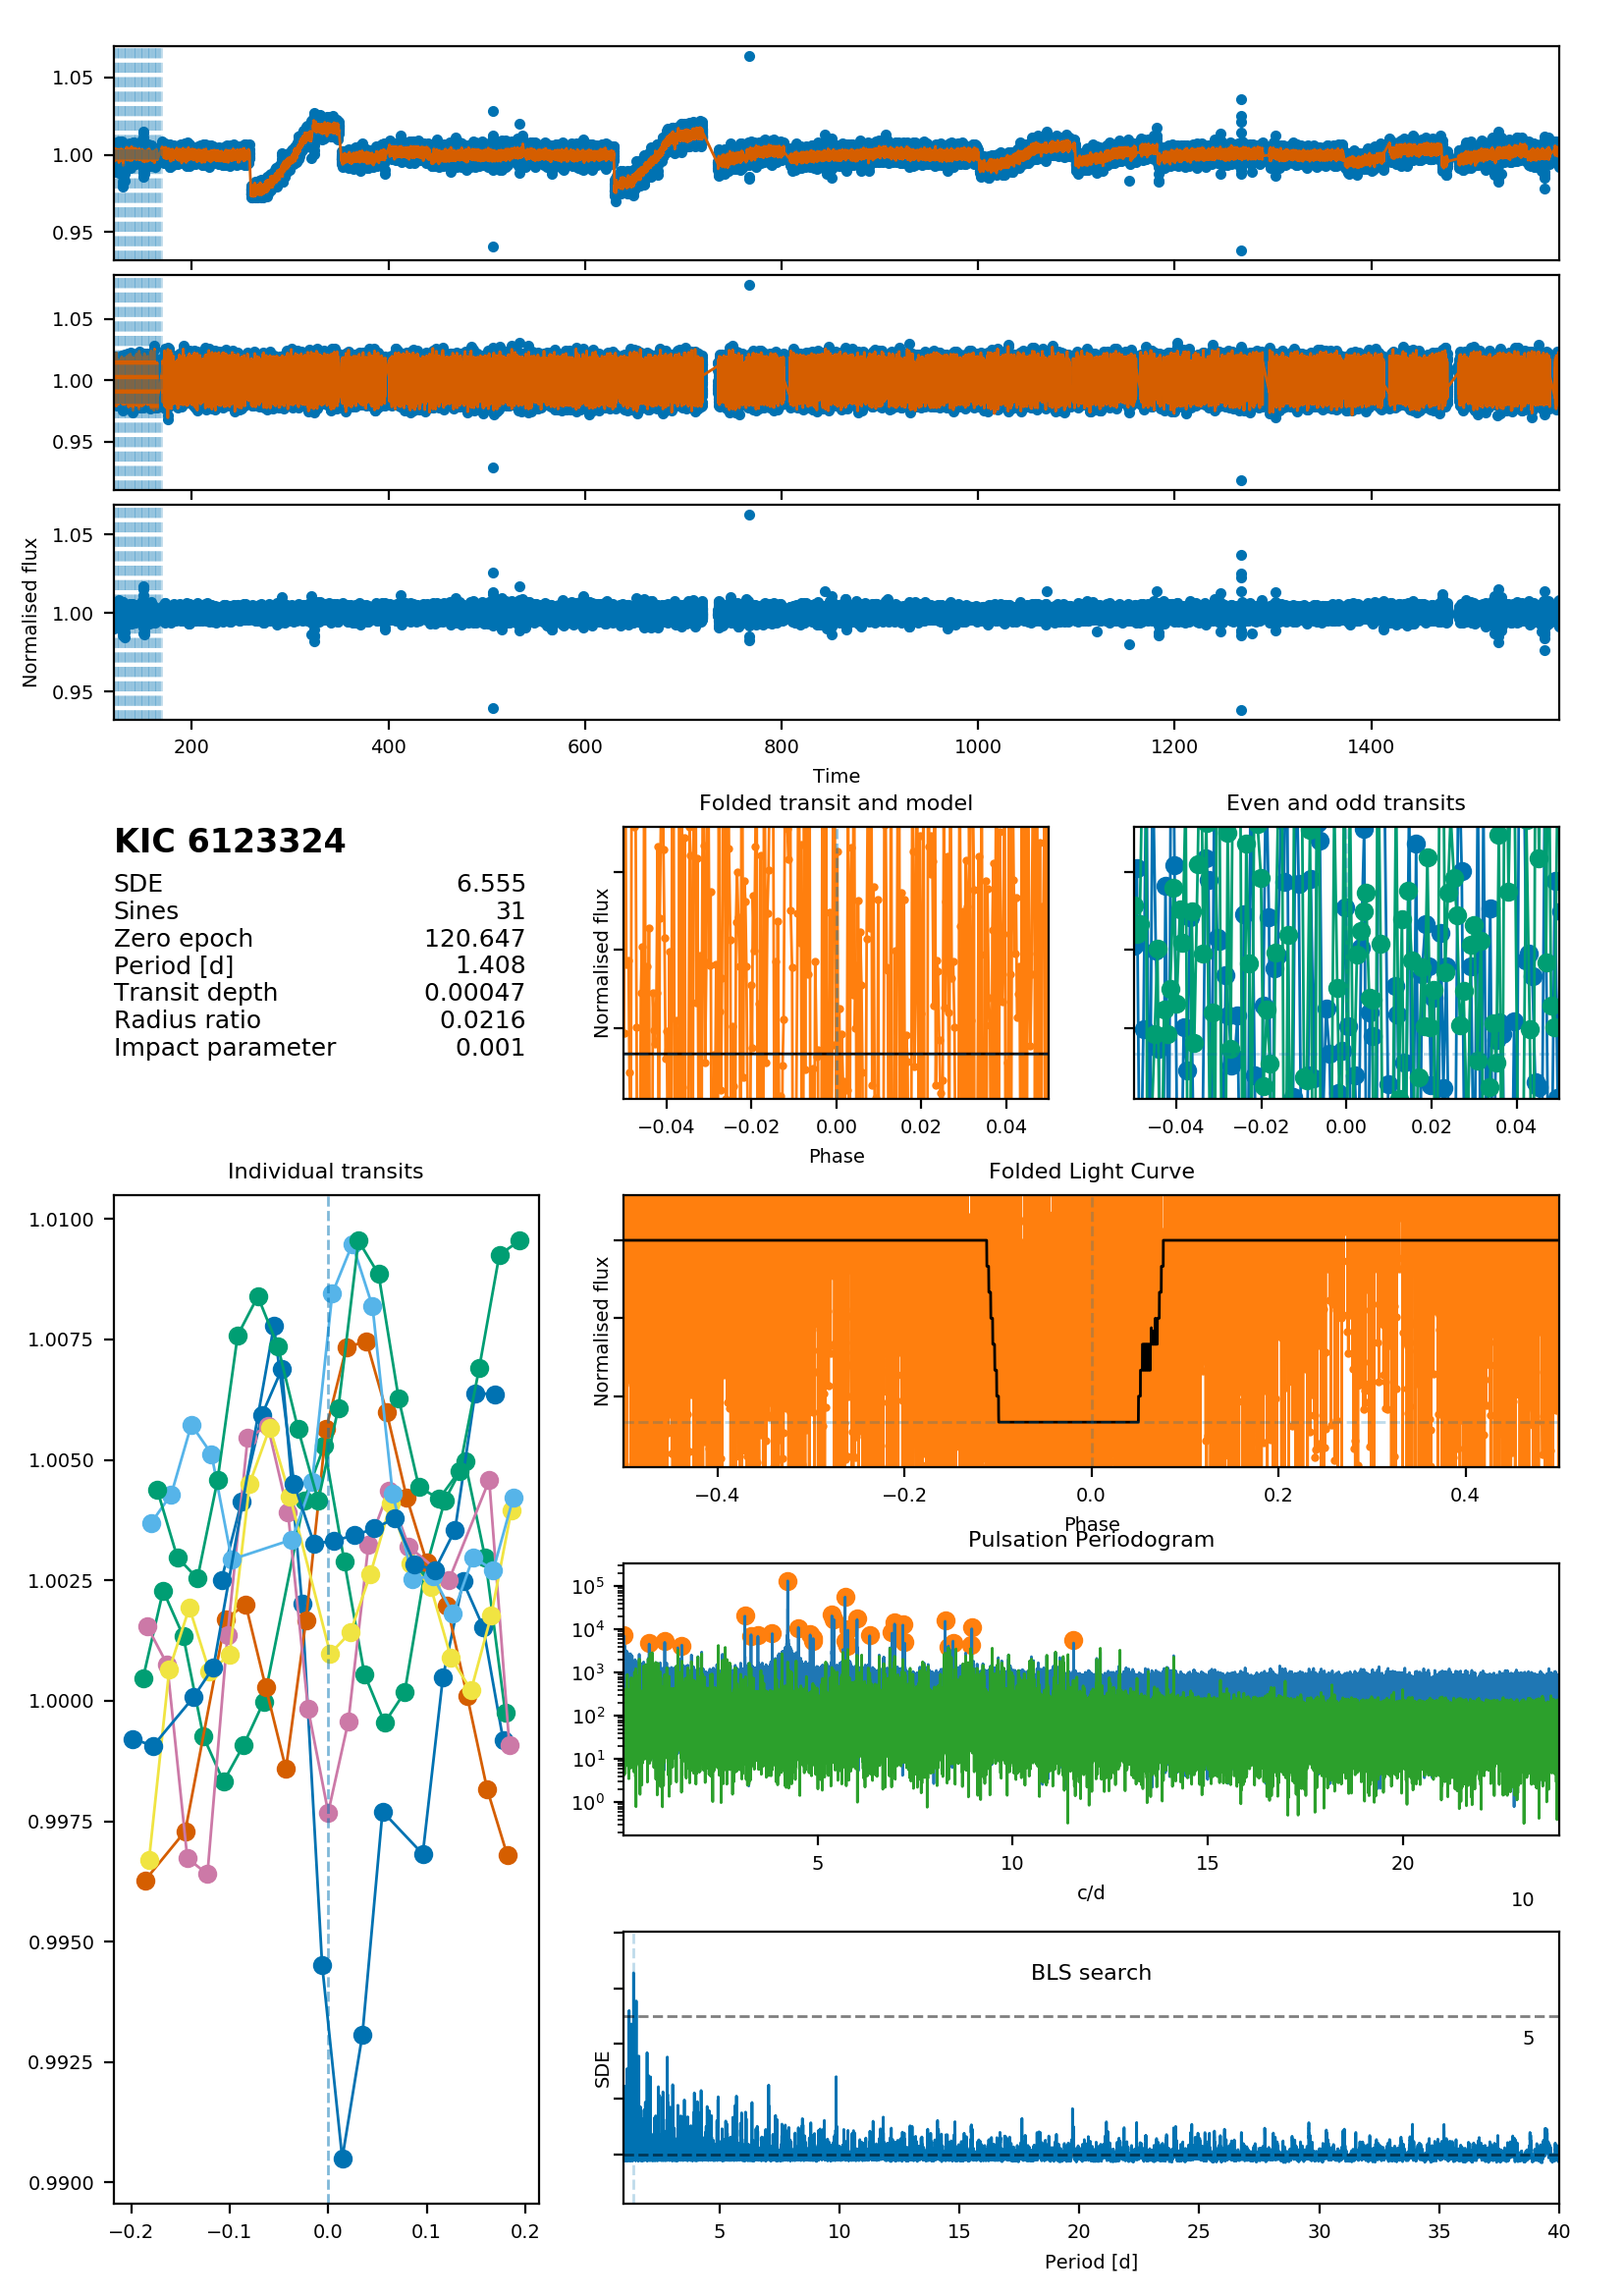 1.05
1.00
0.95
1.05
1.00
0.95
1.05
1.00
0.95
Normalised flux
200 400 600 800 1000 1200 1400
Time
KIC 6123324
SDE 6.555
Sines 31
Zero epoch 120.647
Period [d] 1.408
Transit depth 0.00047
Radius ratio 0.0216
Impact parameter 0.001
Folded transit and model
Normalised flux
−0.04 −0.02 0.00 0.02 0.04
Phase
Even and odd transits
−0.04 −0.02 0.00 0.02 0.04
Individual transits
1.0100
1.0075
1.0050
1.0025
1.0000
0.9975
0.9950
0.9925
0.9900
−0.2 −0.1 0.0 0.1 0.2
Folded Light Curve
Normalised flux
−0.4 −0.2 0.0 0.2 0.4
Phase
Pulsation Periodogram
10⁵
10⁴
10³
10²
10¹
10⁰
5 10 15 20
c/d
10
BLS search
5
SDE
5 10 15 20 25 30 35 40
Period [d]